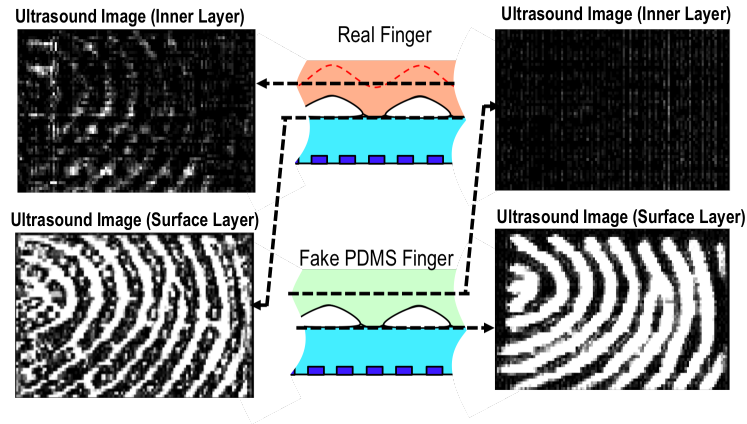 Ultrasound Image (Inner Layer)
Real Finger
Ultrasound Image (Inner Layer)
Ultrasound Image (Surface Layer)
Fake PDMS Finger
Ultrasound Image (Surface Layer)